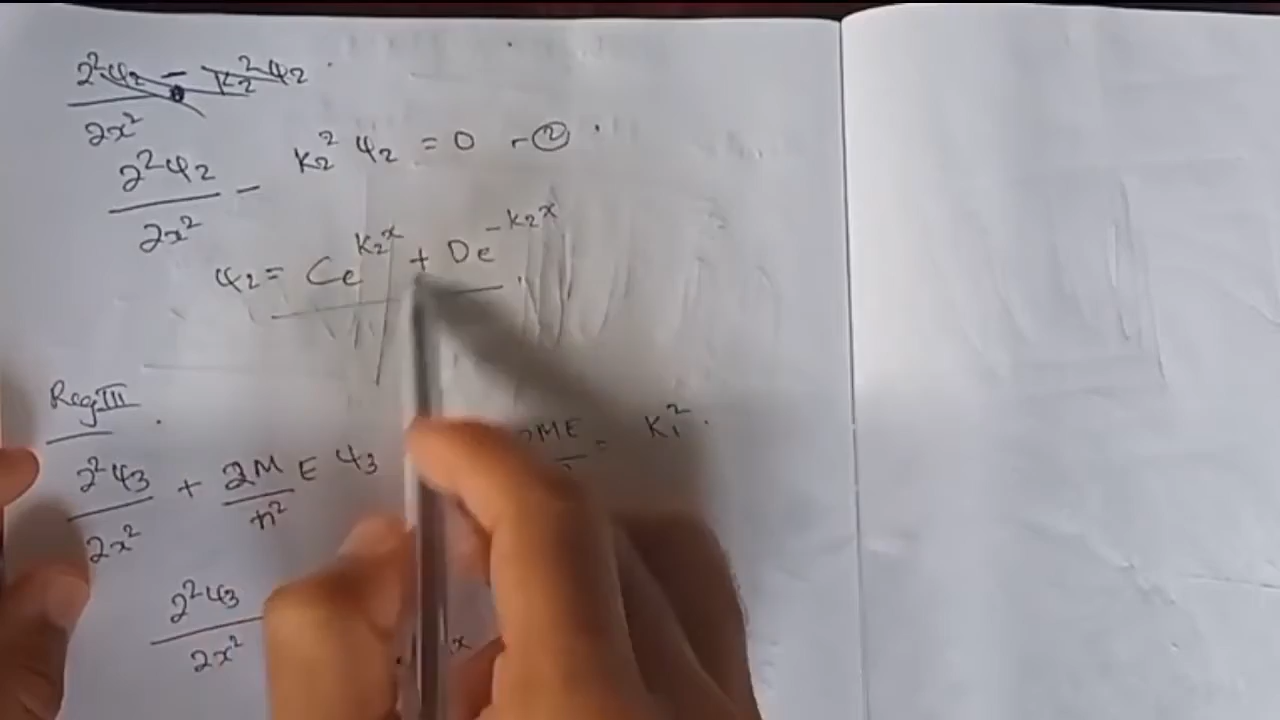 ∂²ψ₂ - K₂²ψ₂
∂x²
∂²ψ₂/∂x² - K₂² ψ₂ = 0 - ②
ψ₂ = Ce^{K₂x} + De^{-K₂x}
Reg III
∂²ψ₃/∂x² + 2M/ħ² E ψ₃ 2ME = K₁²
∂²ψ₃/∂x²
x